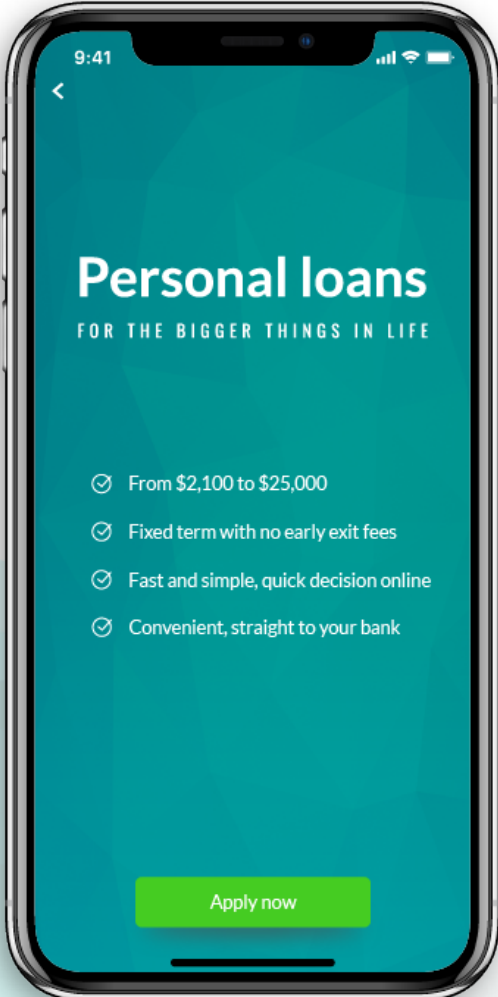 9:41
Personal loans
FOR THE BIGGER THINGS IN LIFE
From $2,100 to $25,000
Fixed term with no early exit fees
Fast and simple, quick decision online
Convenient, straight to your bank
Apply now